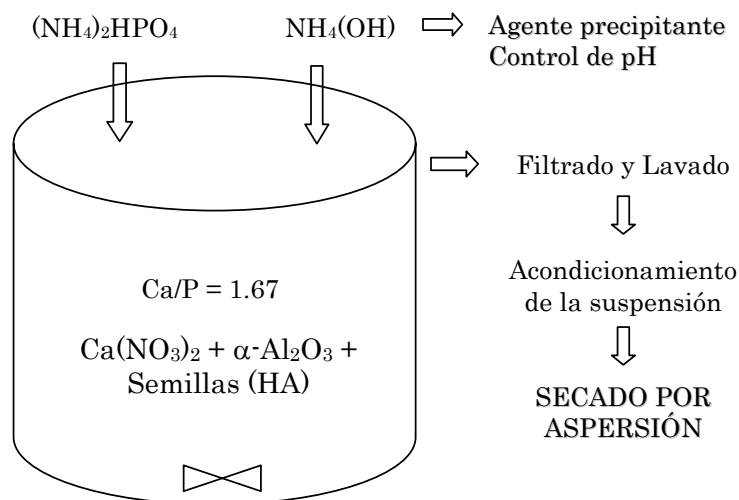 (NH₄)₂HPO₄
NH₄(OH)
Agente precipitante
Control de pH
Filtrado y Lavado
Acondicionamiento
de la suspensión
SECADO POR
ASPERSIÓN
Ca/P = 1.67
Ca(NO₃)₂ + α-Al₂O₃ +
Semillas (HA)